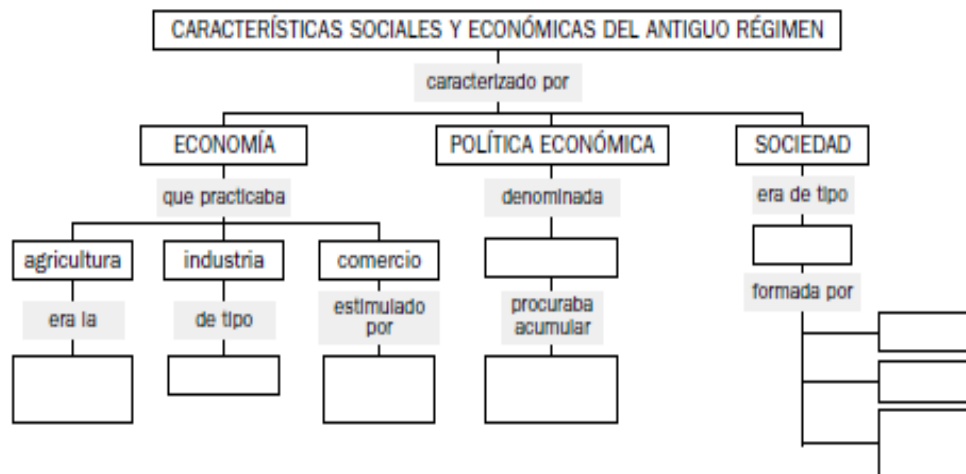 CARACTERÍSTICAS SOCIALES Y ECONÓMICAS DEL ANTIGUO RÉGIMEN
caracterizado por
ECONOMÍA
POLÍTICA ECONÓMICA
SOCIEDAD
que practicaba
denominada
era de tipo
agricultura
industria
comercio
era la
de tipo
estimulado
por
procuraba
acumular
formada por